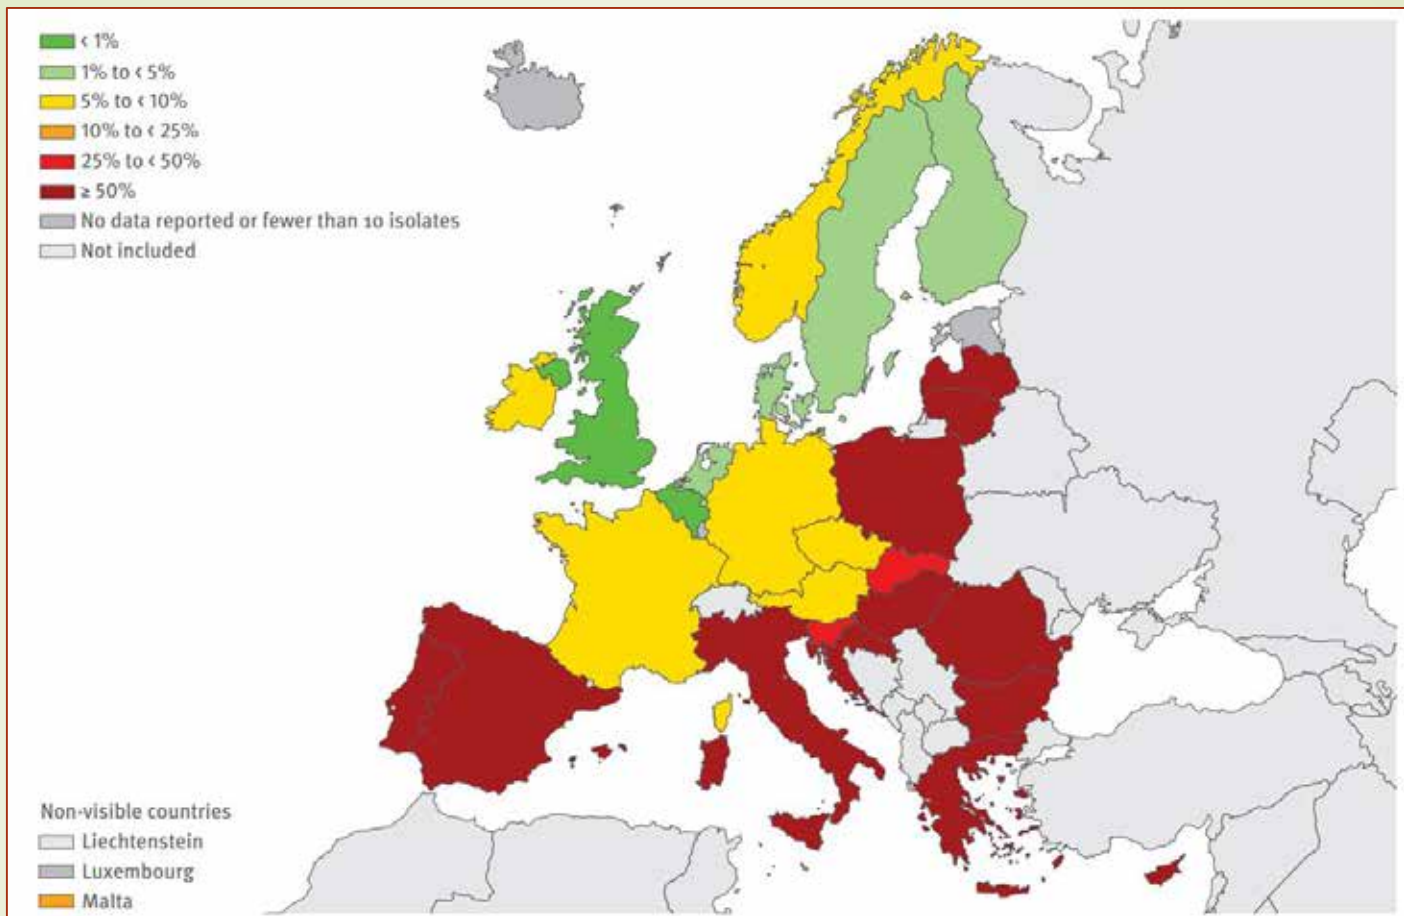 < 1%
1% to < 5%
5% to < 10%
10% to < 25%
25% to < 50%
≥ 50%
No data reported or fewer than 10 isolates
Not included
Non-visible countries
Liechtenstein
Luxembourg
Malta